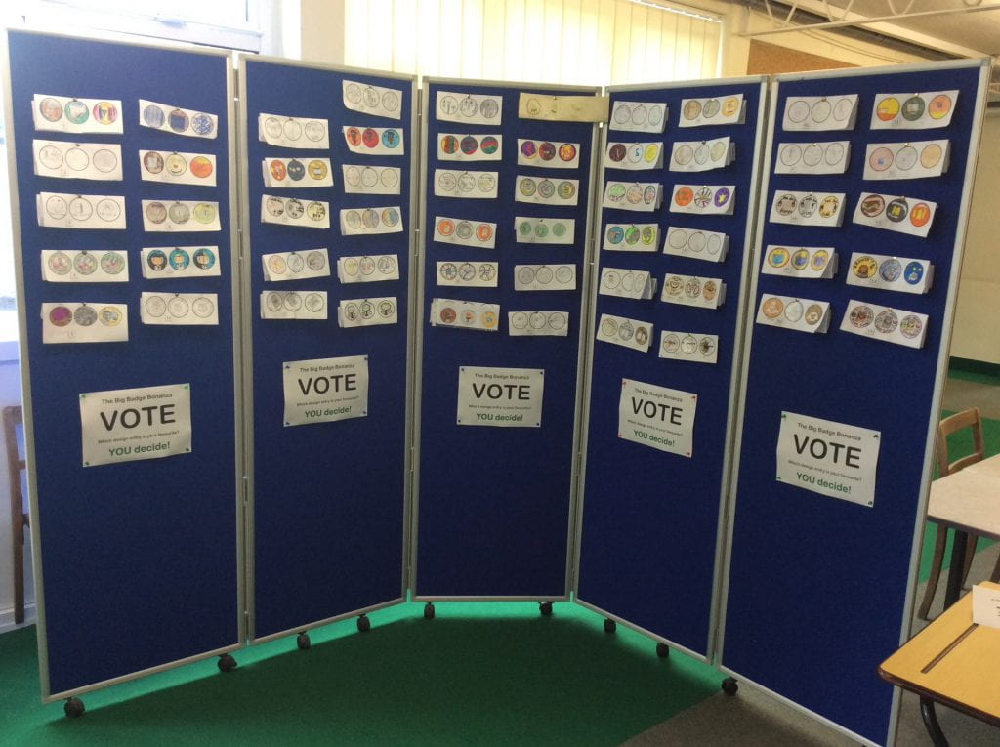 The Big Badge Bonanza
VOTE
Which design entry is your favourite?
YOU decide!
The Big Badge Bonanza
VOTE
Which design entry is your favourite?
YOU decide!
The Big Badge Bonanza
VOTE
Which design entry is your favourite?
YOU decide!
The Big Badge Bonanza
VOTE
Which design entry is your favourite?
YOU decide!
The Big Badge Bonanza
VOTE
Which design entry is your favourite?
YOU decide!